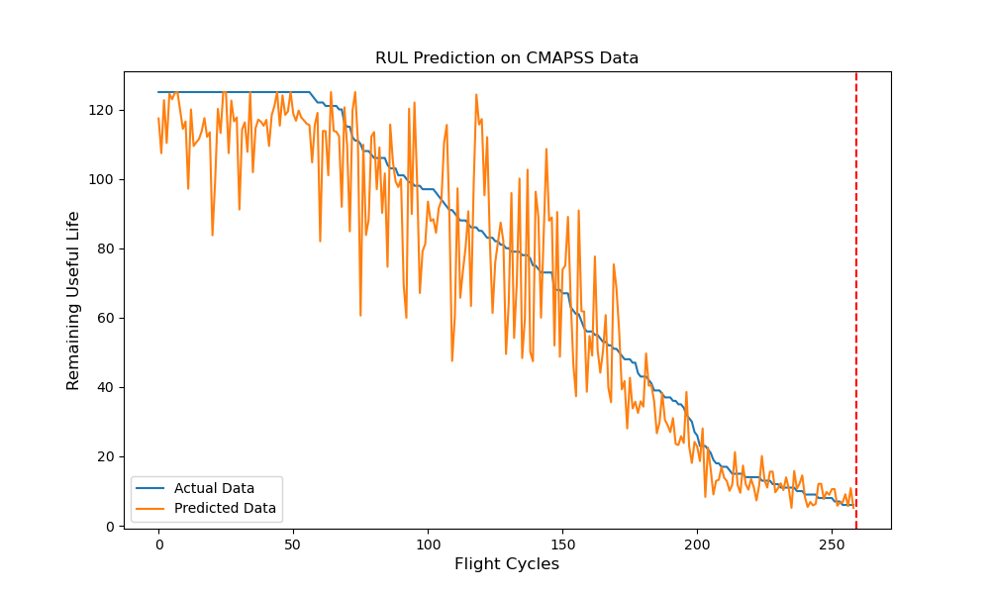 RUL Prediction on CMAPSS Data
Remaining Useful Life
120
100
80
60
40
20
0
Actual Data
Predicted Data
0 50 100 150 200 250
Flight Cycles